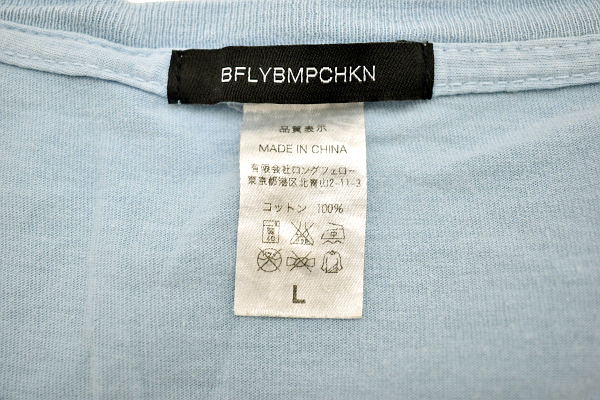 BFLYBMPCHKN
品質表示
MADE IN CHINA
有限会社ロングフェロー
東京都港区北青山2-11-3
コットン 100%
L